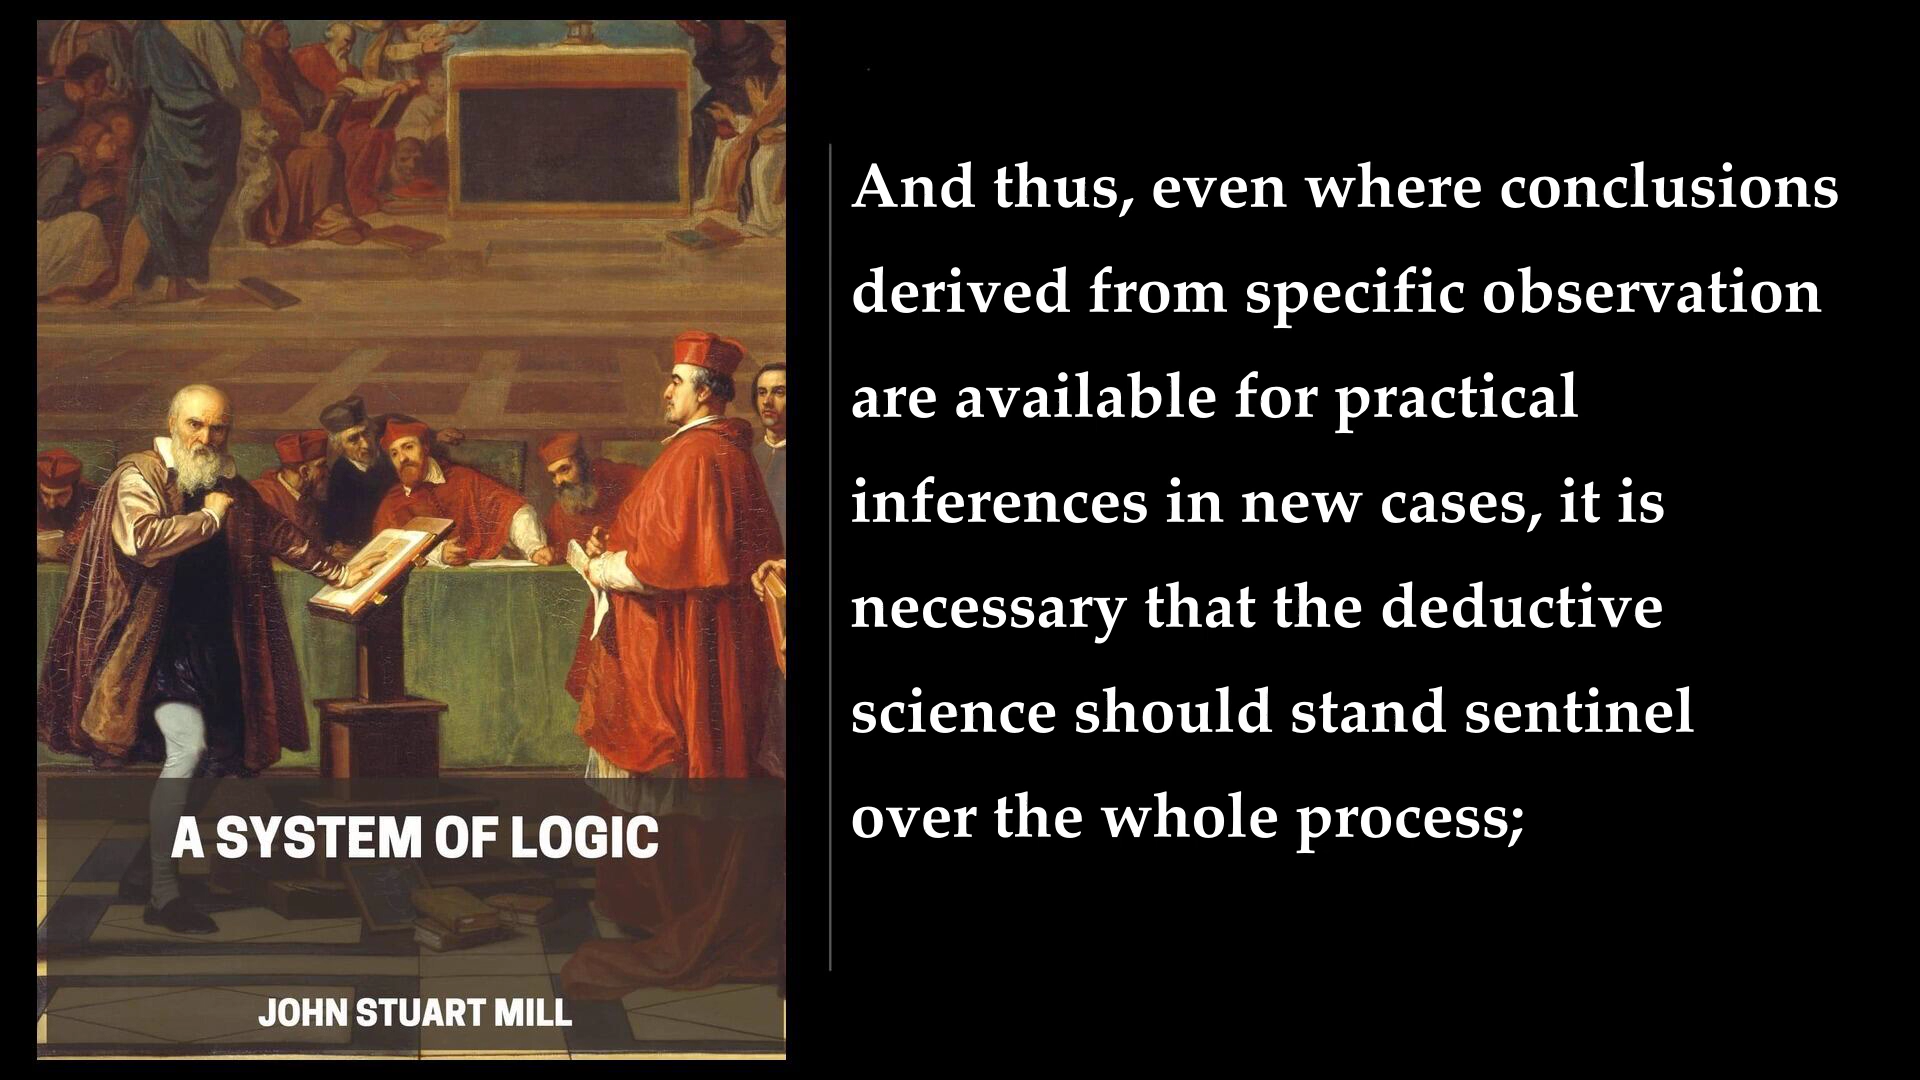 A SYSTEM OF LOGIC
JOHN STUART MILL
And thus, even where conclusions
derived from specific observation
are available for practical
inferences in new cases, it is
necessary that the deductive
science should stand sentinel
over the whole process;